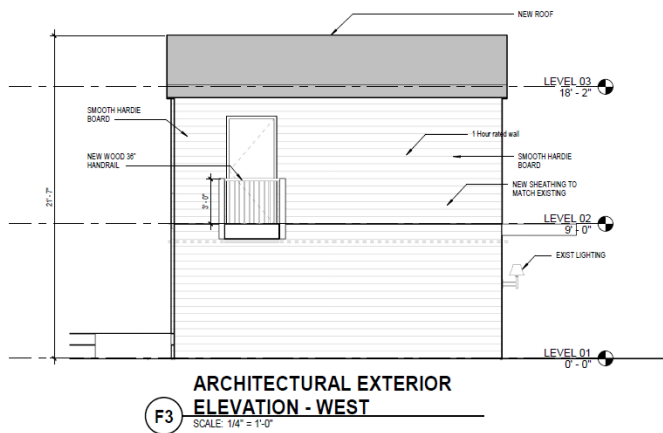 NEW ROOF
LEVEL 03
18' - 2"
SMOOTH HARDIE
BOARD
1 Hour rated wall
SMOOTH HARDIE
BOARD
NEW WOOD 36"
HANDRAIL
NEW SHEATHING TO
MATCH EXISTING
3' - 0"
21' - 7"
LEVEL 02
9' - 0"
EXIST LIGHTING
LEVEL 01
0' - 0"
ARCHITECTURAL EXTERIOR
ELEVATION - WEST
F3
SCALE: 1/4" = 1'-0"